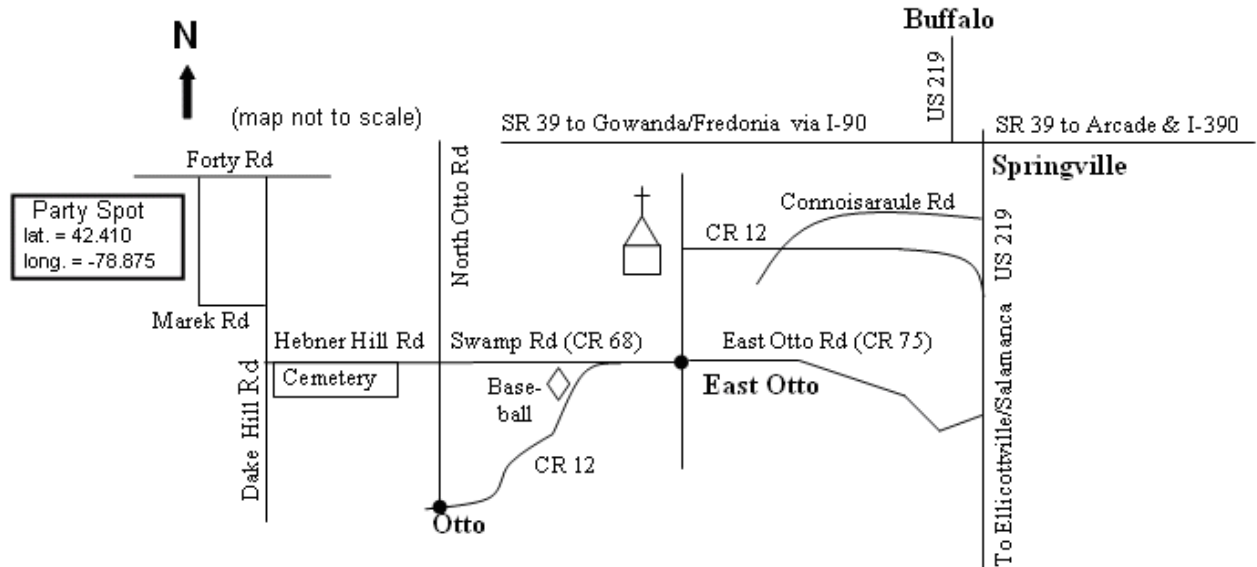 Buffalo
N
US 219
(map not to scale)
SR 39 to Gowanda/Fredonia via I-90
SR 39 to Arcade & I-390
Springville
Forty Rd
North Otto Rd
Party Spot
lat. = 42.410
long. = -78.875
Connoisaraule Rd
CR 12
US 219
Marek Rd
Hebner Hill Rd
Swamp Rd (CR 68)
East Otto Rd (CR 75)
Cemetery
Base-
ball
East Otto
Dake Hill Rd
CR 12
Otto
To Ellicottville/Salamanca